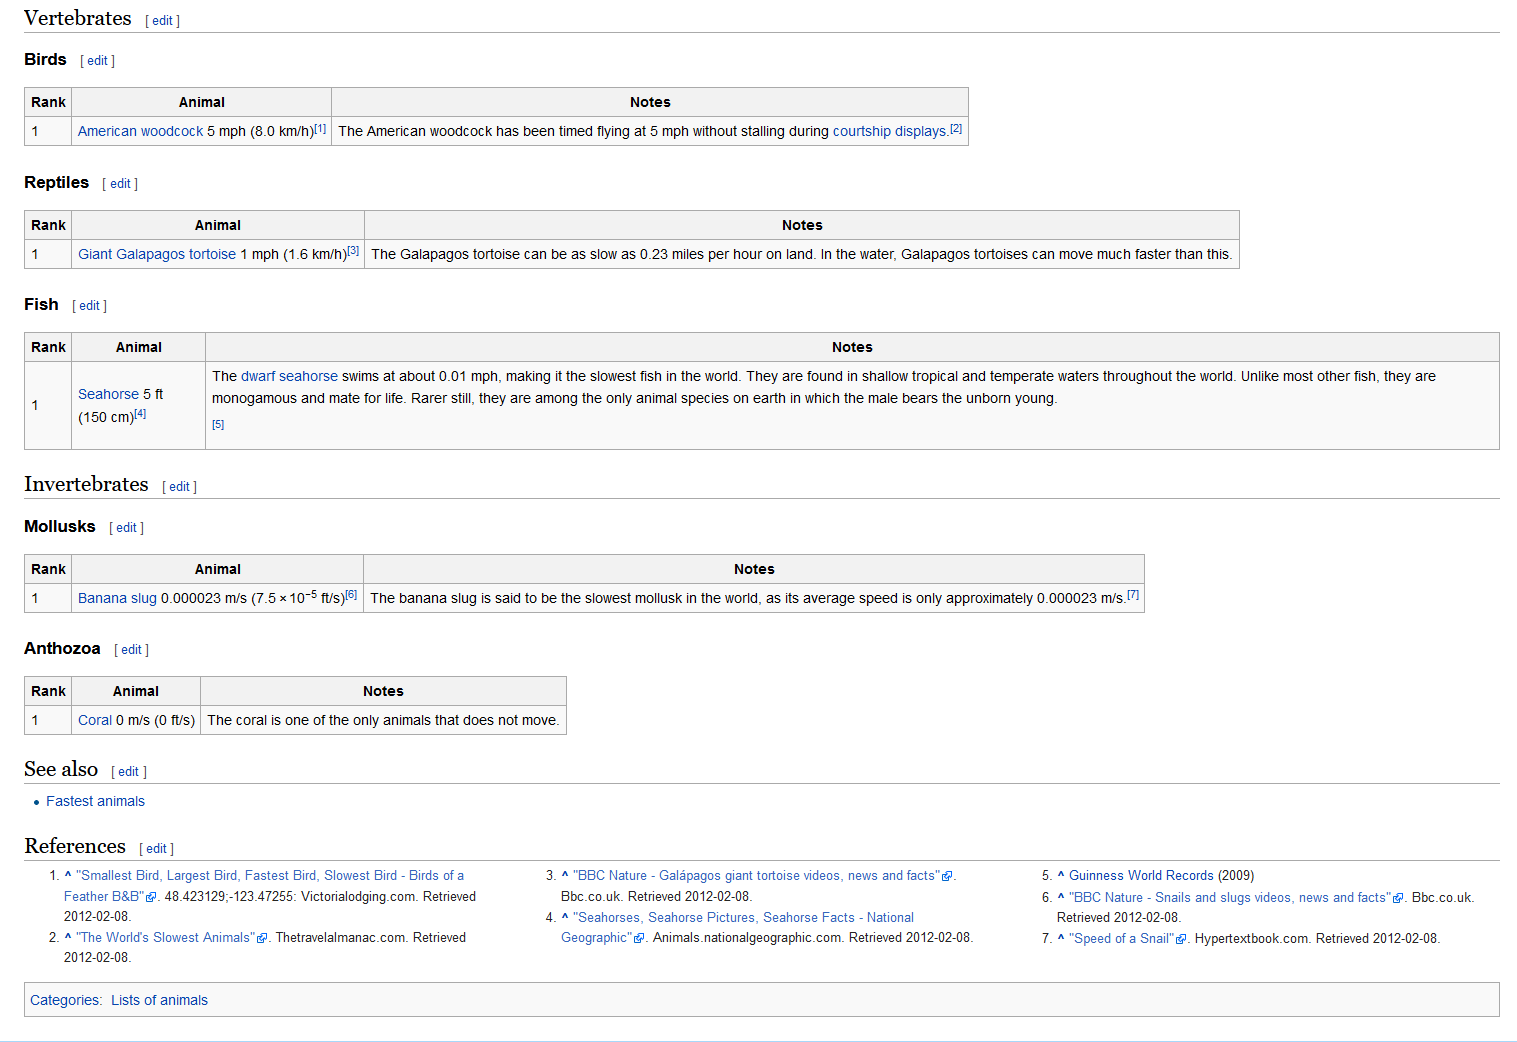 Vertebrates [ edit ]
Birds [ edit ]
Rank Animal Notes
1 American woodcock 5 mph (8.0 km/h)[1] The American woodcock has been timed flying at 5 mph without stalling during courtship displays.[2]
Reptiles [ edit ]
Rank Animal Notes
1 Giant Galapagos tortoise 1 mph (1.6 km/h)[3] The Galapagos tortoise can be as slow as 0.23 miles per hour on land. In the water, Galapagos tortoises can move much faster than this.
Fish [ edit ]
Rank Animal Notes
1 Seahorse 5 ft
(150 cm)[4]
The dwarf seahorse swims at about 0.01 mph, making it the slowest fish in the world. They are found in shallow tropical and temperate waters throughout the world. Unlike most other fish, they are
monogamous and mate for life. Rarer still, they are among the only animal species on earth in which the male bears the unborn young.
[5]
Invertebrates [ edit ]
Mollusks [ edit ]
Rank Animal Notes
1 Banana slug 0.000023 m/s (7.5 × 10⁻⁵ ft/s)[6] The banana slug is said to be the slowest mollusk in the world, as its average speed is only approximately 0.000023 m/s.[7]
Anthozoa [ edit ]
Rank Animal Notes
1 Coral 0 m/s (0 ft/s) The coral is one of the only animals that does not move.
See also [ edit ]
• Fastest animals
References [ edit ]
1. ^ "Smallest Bird, Largest Bird, Fastest Bird, Slowest Bird - Birds of a
Feather B&B". 48.423129;-123.47255: Victorialodging.com. Retrieved
2012-02-08.
2. ^ "The World's Slowest Animals". Thetravelalmanac.com. Retrieved
2012-02-08.
3. ^ "BBC Nature - Galápagos giant tortoise videos, news and facts".
Bbc.co.uk. Retrieved 2012-02-08.
4. ^ "Seahorses, Seahorse Pictures, Seahorse Facts - National
Geographic". Animals.nationalgeographic.com. Retrieved 2012-02-08.
5. ^ Guinness World Records (2009)
6. ^ "BBC Nature - Snails and slugs videos, news and facts". Bbc.co.uk.
Retrieved 2012-02-08.
7. ^ "Speed of a Snail". Hypertextbook.com. Retrieved 2012-02-08.
Categories: Lists of animals